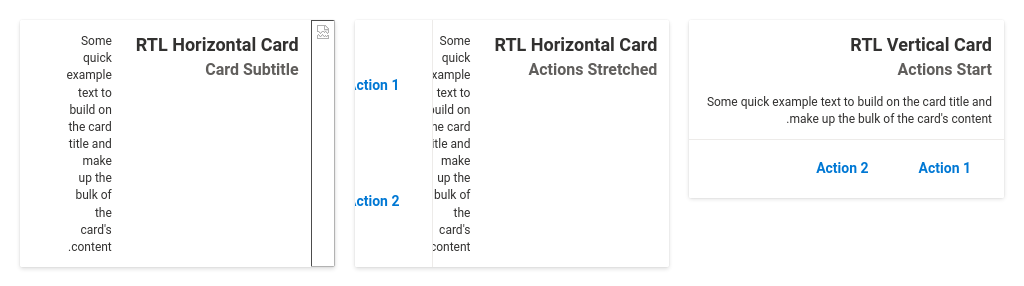 RTL Horizontal Card
Card Subtitle
Some
quick
example
text to
build on
the card
title and
make
up the
bulk of
the
card's
.content
RTL Horizontal Card
Actions Stretched
Some
quick
xample
text to
uild on
he card
itle and
make
up the
bulk of
the
card's
content
ction 1
ction 2
RTL Vertical Card
Actions Start
Some quick example text to build on the card title and
.make up the bulk of the card's content
Action 2 Action 1